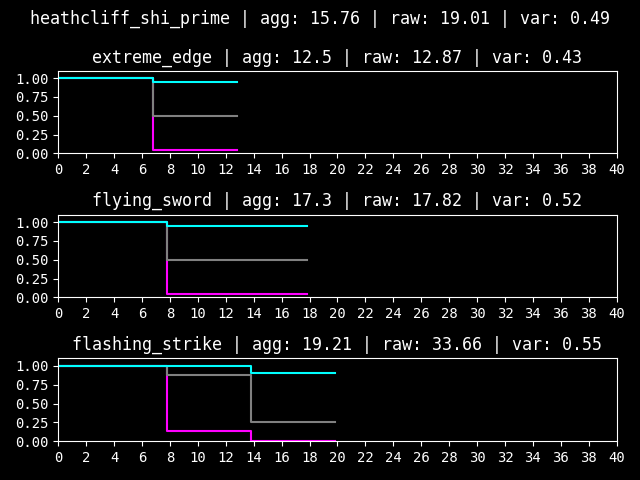 heathcliff_shi_prime | agg: 15.76 | raw: 19.01 | var: 0.49
extreme_edge | agg: 12.5 | raw: 12.87 | var: 0.43
1.00
0.75
0.50
0.25
0.00
0 2 4 6 8 10 12 14 16 18 20 22 24 26 28 30 32 34 36 38 40
flying_sword | agg: 17.3 | raw: 17.82 | var: 0.52
1.00
0.75
0.50
0.25
0.00
0 2 4 6 8 10 12 14 16 18 20 22 24 26 28 30 32 34 36 38 40
flashing_strike | agg: 19.21 | raw: 33.66 | var: 0.55
1.00
0.75
0.50
0.25
0.00
0 2 4 6 8 10 12 14 16 18 20 22 24 26 28 30 32 34 36 38 40